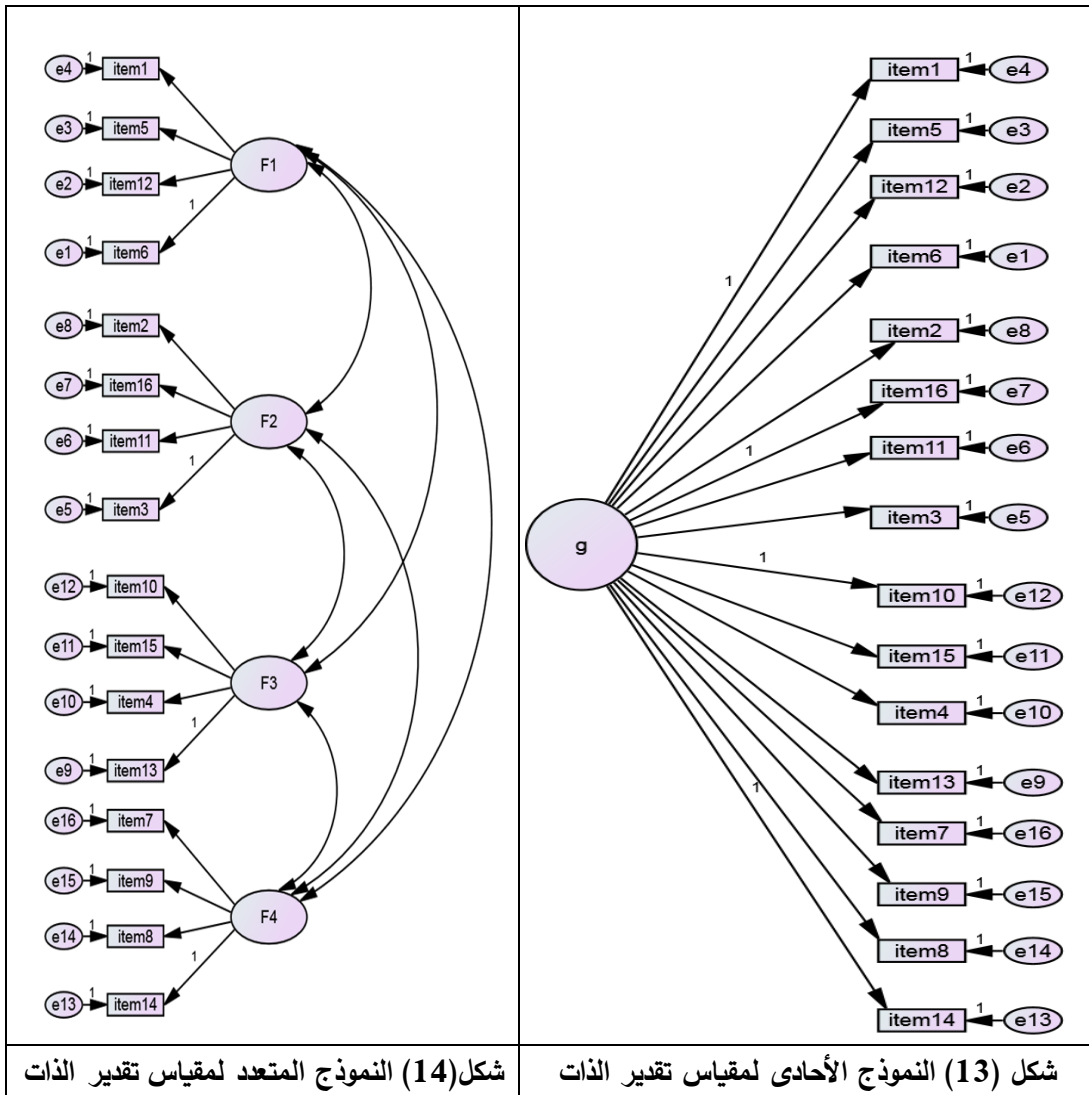 e4 1 item1
e3 1 item5
e2 1 item12
e1 1 item6
F1
1
e8 1 item2
e7 1 item16
e6 1 item11
e5 1 item3
F2
1
e12 1 item10
e11 1 item15
e10 1 item4
e9 1 item13
F3
1
e16 1 item7
e15 1 item9
e14 1 item8
e13 1 item14
F4
1
شكل(14) النموذج المتعدد لمقياس تقدير الذات
g
1
1
1
1
item1 1 e4
item5 1 e3
item12 1 e2
item6 1 e1
item2 1 e8
item16 1 e7
item11 1 e6
item3 1 e5
item10 1 e12
item15 1 e11
item4 1 e10
item13 1 e9
item7 1 e16
item9 1 e15
item8 1 e14
item14 1 e13
شكل (13) النموذج الأحادى لمقياس تقدير الذات